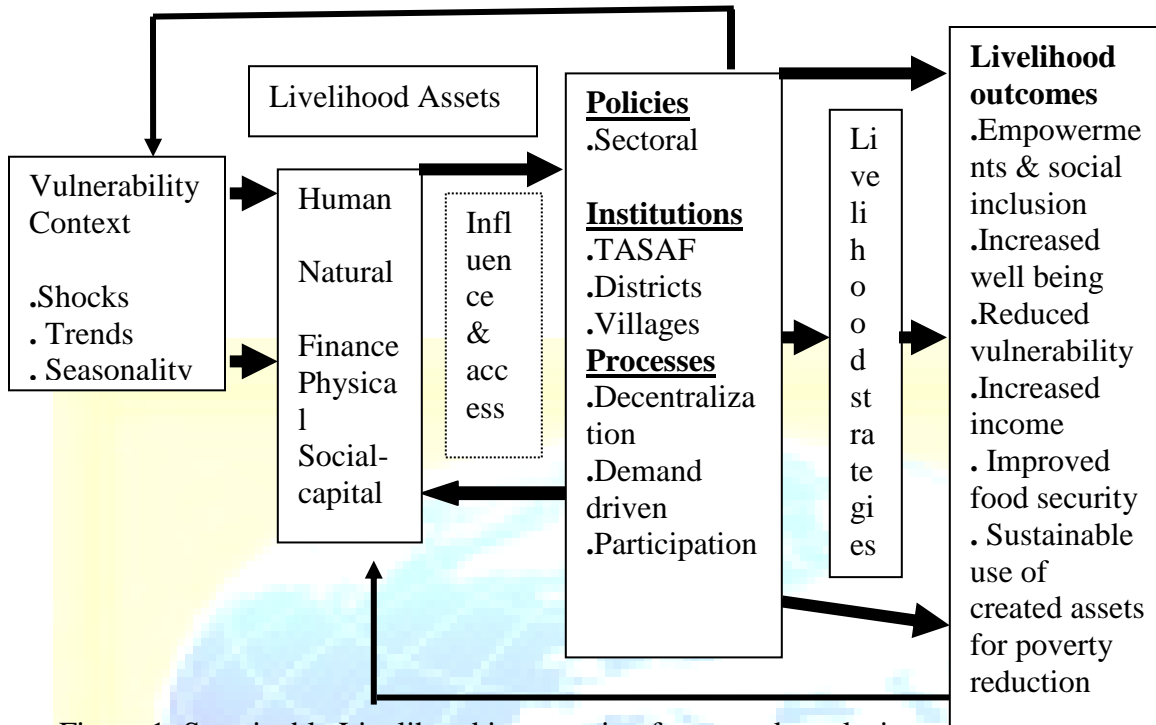 Livelihood Assets
Vulnerability
Context
.Shocks
. Trends
. Seasonality
Human
Natural
Finance
Physica
l
Social-
capital
Infl
uen
ce
&
acc
ess
Policies
.Sectoral
Institutions
.TASAF
.Districts
.Villages
Processes
.Decentraliza
tion
.Demand
driven
.Participation
Li
ve
li
h
o
o
d
st
ra
te
gi
es
Livelihood
outcomes
.Empowerme
nts & social
inclusion
.Increased
well being
.Reduced
vulnerability
.Increased
income
. Improved
food security
. Sustainable
use of
created assets
for poverty
reduction